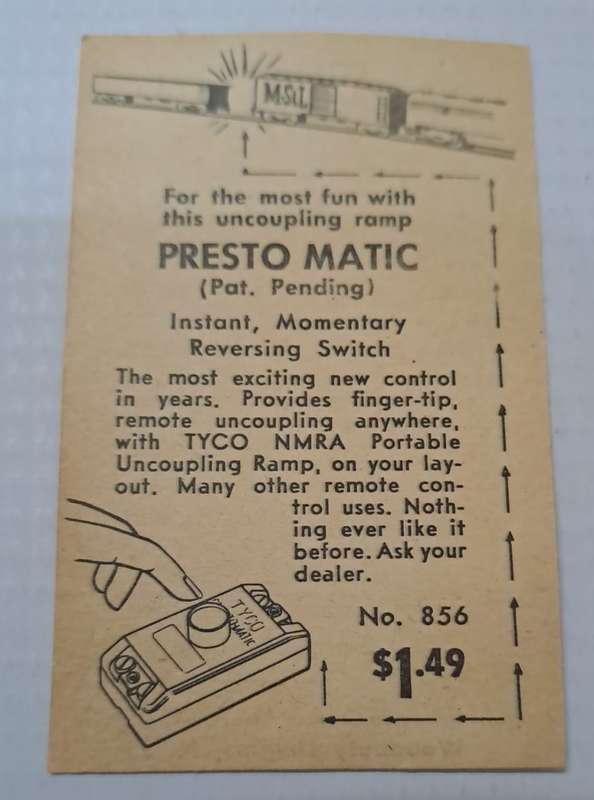 M-St.L
For the most fun with
this uncoupling ramp
PRESTO MATIC
(Pat. Pending)
Instant, Momentary
Reversing Switch
The most exciting new control
in years. Provides finger-tip,
remote uncoupling anywhere,
with TYCO NMRA Portable
Uncoupling Ramp, on your lay-
out. Many other remote con-
trol uses. Noth-
ing ever like it
before. Ask your
dealer.
TYCO
No. 856
$1.49